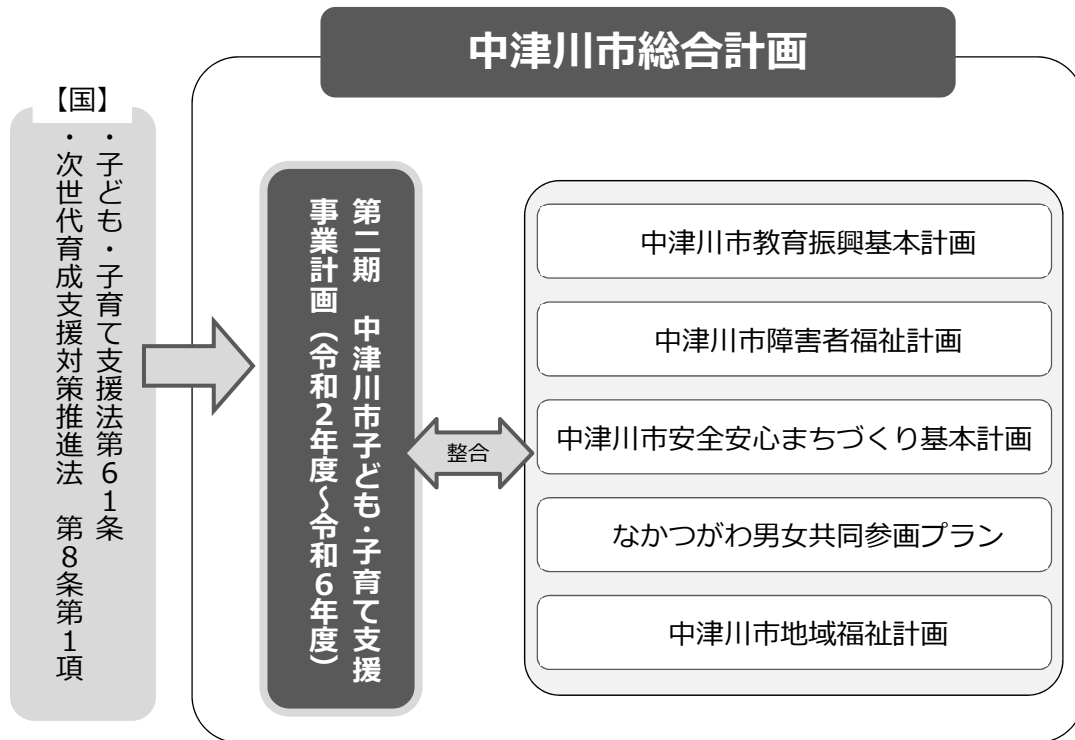 中津川市総合計画
【国】
・子ども・子育て支援法第61条
・次世代育成支援対策推進法　第8条第1項
第二期　中津川市子ども・子育て支援
事業計画（令和2年度～令和6年度）
整合
中津川市教育振興基本計画
中津川市障害者福祉計画
中津川市安全安心まちづくり基本計画
なかつがわ男女共同参画プラン
中津川市地域福祉計画